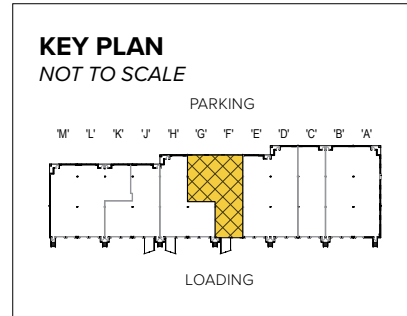 KEY PLAN
NOT TO SCALE
PARKING
'M' 'L' 'K' 'J' 'H' 'G' 'F' 'E' 'D' 'C' 'B' 'A'
LOADING